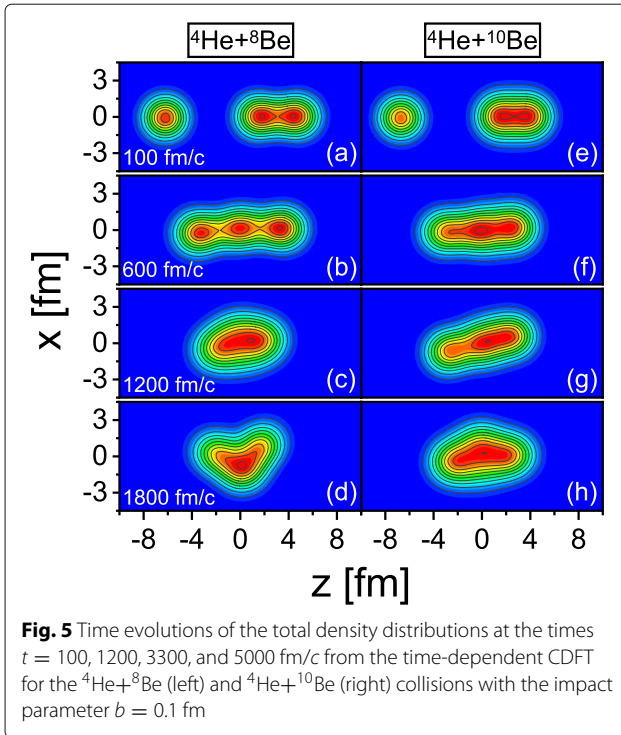 ⁴He+⁸Be ⁴He+¹⁰Be
3
0
-3
100 fm/c (a) (e)
3
0
-3
600 fm/c (b) (f)
3
0
-3
1200 fm/c (c) (g)
3
0
-3
1800 fm/c (d) (h)
x [fm]
-8 -4 0 4 8 -8 -4 0 4 8
z [fm]
Fig. 5 Time evolutions of the total density distributions at the times
t = 100, 1200, 3300, and 5000 fm/c from the time-dependent CDFT
for the ⁴He+⁸Be (left) and ⁴He+¹⁰Be (right) collisions with the impact
parameter b = 0.1 fm